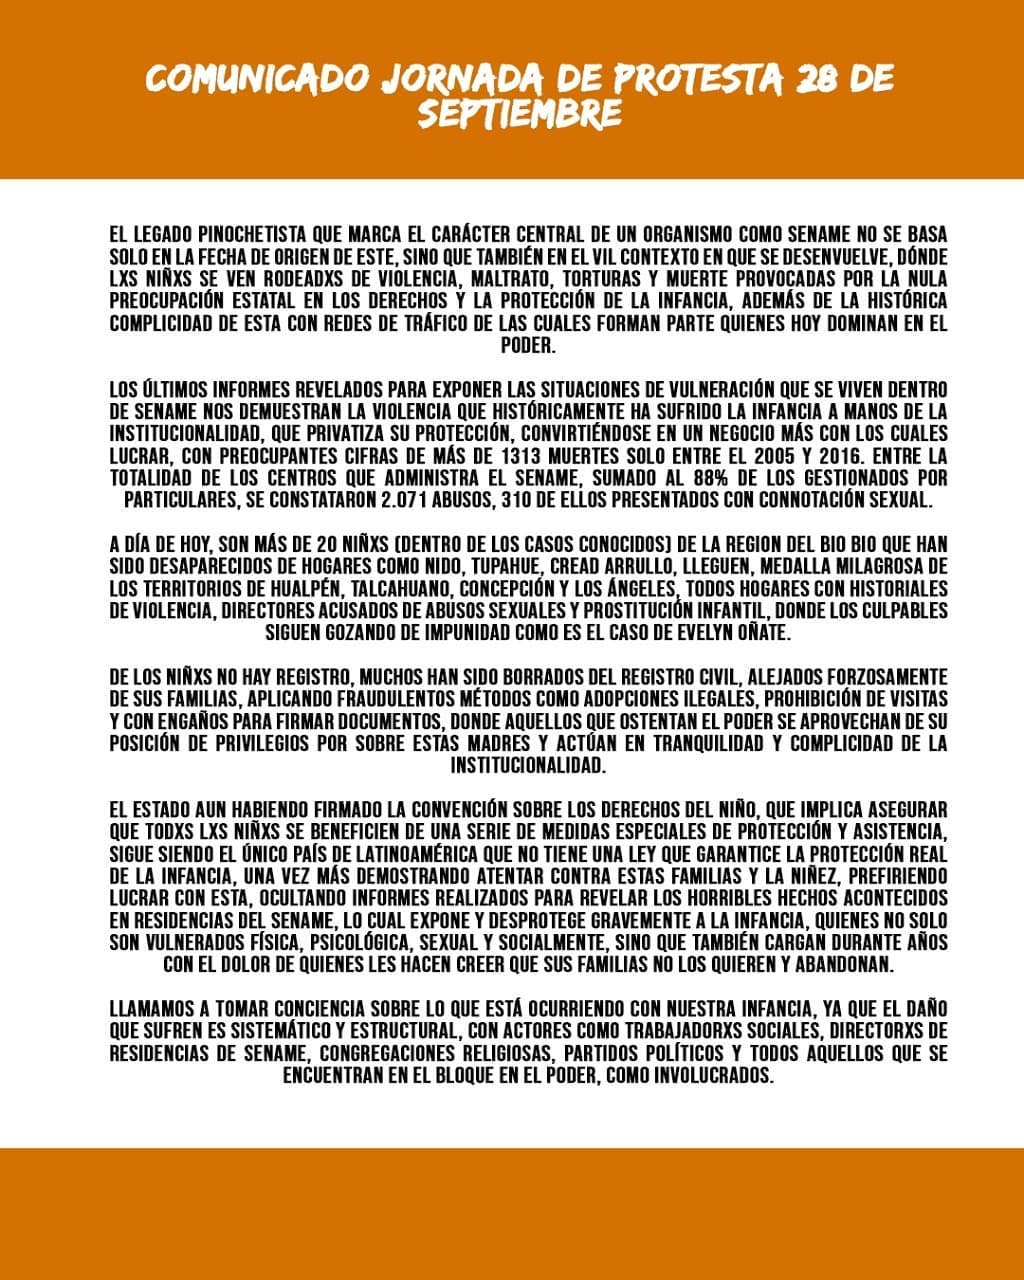 COMUNICADO JORNADA DE PROTESTA 28 DE
SEPTIEMBRE
EL LEGADO PINOCHETISTA QUE MARCA EL CARÁCTER CENTRAL DE UN ORGANISMO COMO SENAME NO SE BASA
SOLO EN LA FECHA DE ORIGEN DE ESTE, SINO QUE TAMBIÉN EN EL VIL CONTEXTO EN QUE SE DESENVUELVE, DÓNDE
LXS NIÑXS SE VEN RODEADXS DE VIOLENCIA, MALTRATO, TORTURAS Y MUERTE PROVOCADAS POR LA NULA
PREOCUPACIÓN ESTATAL EN LOS DERECHOS Y LA PROTECCIÓN DE LA INFANCIA, ADEMÁS DE LA HISTÓRICA
COMPLICIDAD DE ESTA CON REDES DE TRÁFICO DE LAS CUALES FORMAN PARTE QUIENES HOY DOMINAN EN EL
PODER.
LOS ÚLTIMOS INFORMES REVELADOS PARA EXPONER LAS SITUACIONES DE VULNERACIÓN QUE SE VIVEN DENTRO
DE SENAME NOS DEMUESTRAN LA VIOLENCIA QUE HISTÓRICAMENTE HA SUFRIDO LA INFANCIA A MANOS DE LA
INSTITUCIONALIDAD, QUE PRIVATIZA SU PROTECCIÓN, CONVIRTIÉNDOSE EN UN NEGOCIO MÁS CON LOS CUALES
LUCRAR, CON PREOCUPANTES CIFRAS DE MÁS DE 1313 MUERTES SOLO ENTRE EL 2005 Y 2016. ENTRE LA
TOTALIDAD DE LOS CENTROS QUE ADMINISTRA EL SENAME, SUMADO AL 88% DE LOS GESTIONADOS POR
PARTICULARES, SE CONSTATARON 2.071 ABUSOS, 310 DE ELLOS PRESENTADOS CON CONNOTACIÓN SEXUAL.
A DÍA DE HOY, SON MÁS DE 20 NIÑXS (DENTRO DE LOS CASOS CONOCIDOS) DE LA REGION DEL BIO BIO QUE HAN
SIDO DESAPARECIDOS DE HOGARES COMO NIDO, TUPAHUE, CREAD ARRULLO, LLEGUEN, MEDALLA MILAGROSA DE
LOS TERRITORIOS DE HUALPÉN, TALCAHUANO, CONCEPCIÓN Y LOS ÁNGELES, TODOS HOGARES CON HISTORIALES
DE VIOLENCIA, DIRECTORES ACUSADOS DE ABUSOS SEXUALES Y PROSTITUCIÓN INFANTIL, DONDE LOS CULPABLES
SIGUEN GOZANDO DE IMPUNIDAD COMO ES EL CASO DE EVELYN OÑATE.
DE LOS NIÑXS NO HAY REGISTRO, MUCHOS HAN SIDO BORRADOS DEL REGISTRO CIVIL, ALEJADOS FORZOSAMENTE
DE SUS FAMILIAS, APLICANDO FRAUDULENTOS MÉTODOS COMO ADOPCIONES ILEGALES, PROHIBICIÓN DE VISITAS
Y CON ENGAÑOS PARA FIRMAR DOCUMENTOS, DONDE AQUELLOS QUE OSTENTAN EL PODER SE APROVECHAN DE SU
POSICIÓN DE PRIVILEGIOS POR SOBRE ESTAS MADRES Y ACTÚAN EN TRANQUILIDAD Y COMPLICIDAD DE LA
INSTITUCIONALIDAD.
EL ESTADO AUN HABIENDO FIRMADO LA CONVENCIÓN SOBRE LOS DERECHOS DEL NIÑO, QUE IMPLICA ASEGURAR
QUE TODXS LXS NIÑXS SE BENEFICIEN DE UNA SERIE DE MEDIDAS ESPECIALES DE PROTECCIÓN Y ASISTENCIA,
SIGUE SIENDO EL ÚNICO PAÍS DE LATINOAMÉRICA QUE NO TIENE UNA LEY QUE GARANTICE LA PROTECCIÓN REAL
DE LA INFANCIA, UNA VEZ MÁS DEMOSTRANDO ATENTAR CONTRA ESTAS FAMILIAS Y LA NIÑEZ, PREFIRIENDO
LUCRAR CON ESTA, OCULTANDO INFORMES REALIZADOS PARA REVELAR LOS HORRIBLES HECHOS ACONTECIDOS
EN RESIDENCIAS DEL SENAME, LO CUAL EXPONE Y DESPROTEGE GRAVEMENTE A LA INFANCIA, QUIENES NO SOLO
SON VULNERADOS FÍSICA, PSICOLÓGICA, SEXUAL Y SOCIALMENTE, SINO QUE TAMBIÉN CARGAN DURANTE AÑOS
CON EL DOLOR DE QUIENES LES HACEN CREER QUE SUS FAMILIAS NO LOS QUIEREN Y ABANDONAN.
LLAMAMOS A TOMAR CONCIENCIA SOBRE LO QUE ESTÁ OCURRIENDO CON NUESTRA INFANCIA, YA QUE EL DAÑO
QUE SUFREN ES SISTEMÁTICO Y ESTRUCTURAL, CON ACTORES COMO TRABAJADORXS SOCIALES, DIRECTORXS DE
RESIDENCIAS DE SENAME, CONGREGACIONES RELIGIOSAS, PARTIDOS POLÍTICOS Y TODOS AQUELLOS QUE SE
ENCUENTRAN EN EL BLOQUE EN EL PODER, COMO INVOLUCRADOS.